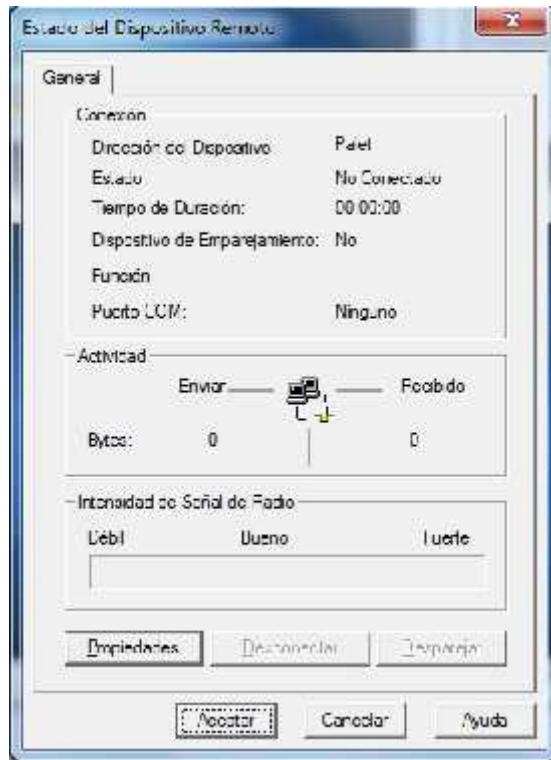 Estado del Dispositivo Remoto
General
Conexión
Dirección del Dispositivo
Estado No Conectado
Tiempo de Duración: 00:00:00
Dispositivo de Emparejamiento: No
Función
Puerto COM: Ninguno
Actividad
Enviar Recibido
Bytes: 0 0
Intensidad de Señal de Radio
Débil Bueno Fuerte
Propiedades Desconectar Desparejar
Aceptar Cancelar Ayuda